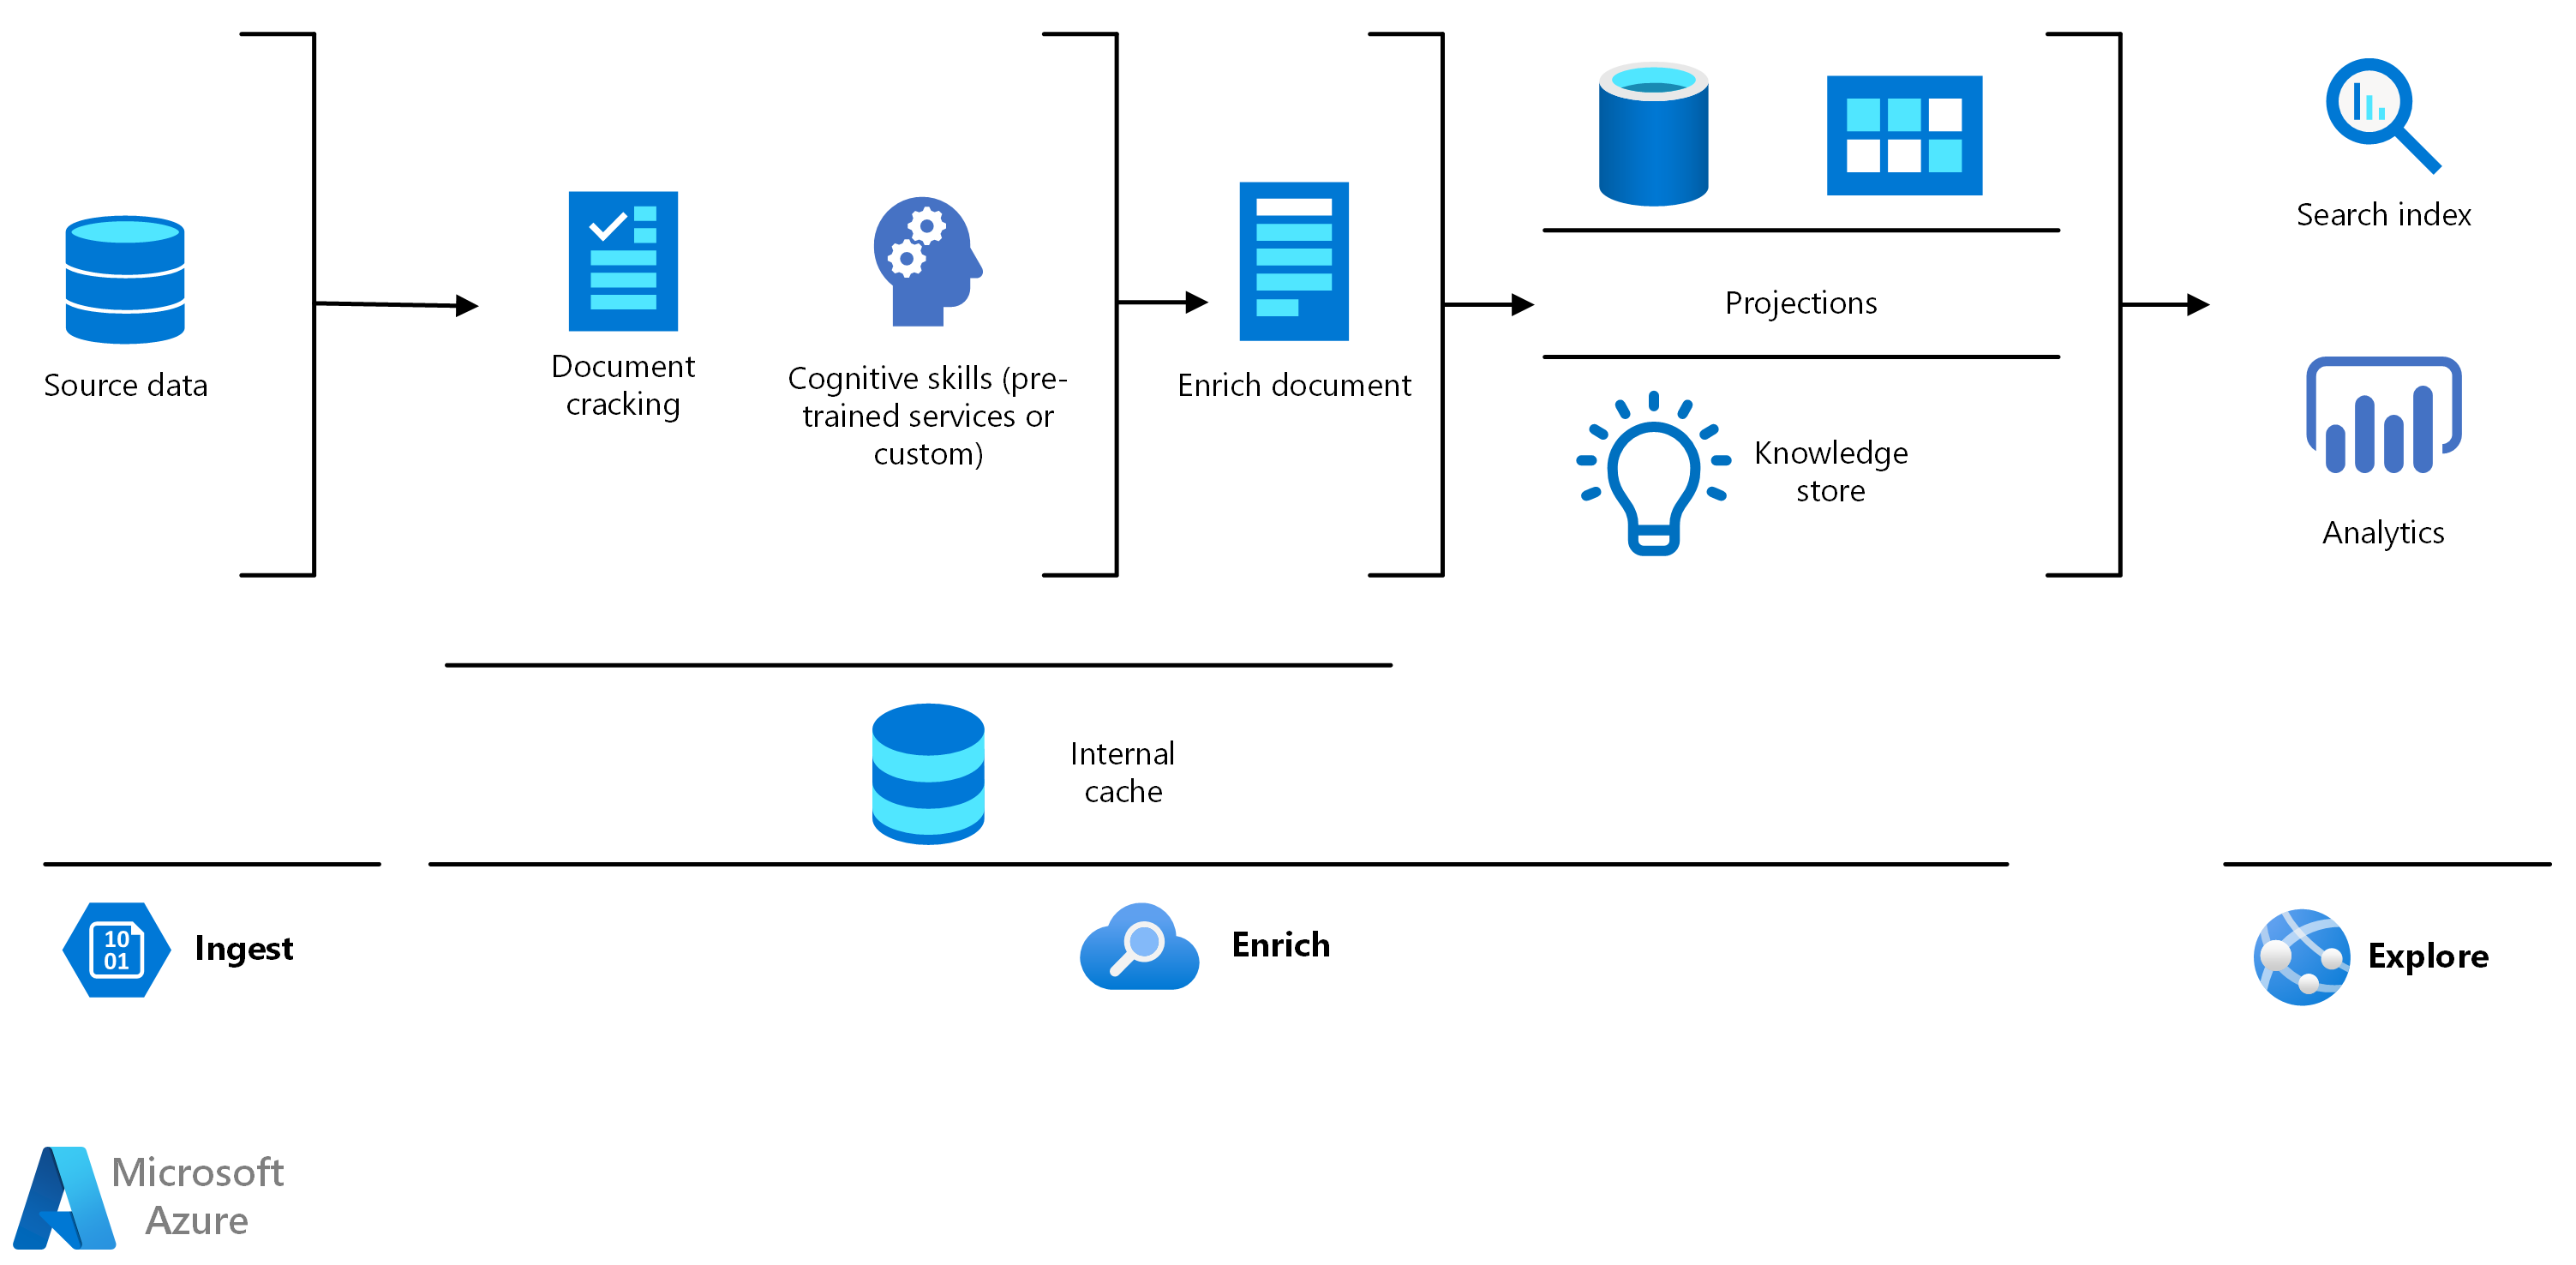 Source data
Document
cracking
Cognitive skills (pre-
trained services or
custom)
Enrich document
Projections
Knowledge
store
Search index
Analytics
Internal
cache
10
01
Ingest
Enrich
Explore
Microsoft
Azure